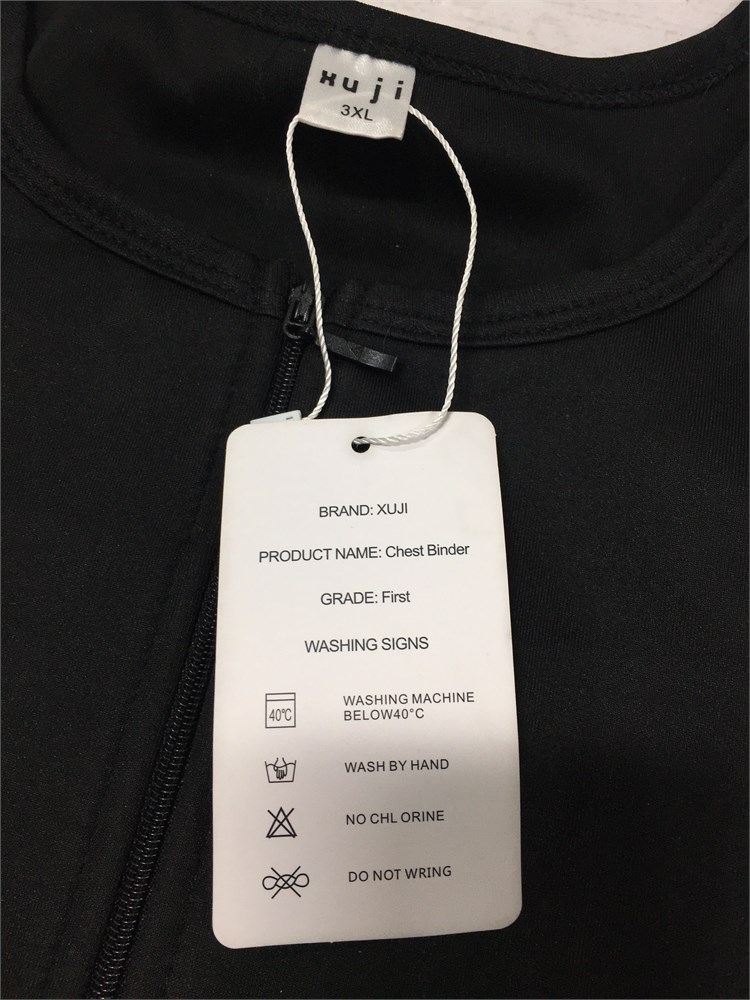 xuji
3XL
BRAND: XUJI
PRODUCT NAME: Chest Binder
GRADE: First
WASHING SIGNS
40°C
WASHING MACHINE
BELOW40°C
WASH BY HAND
NO CHL ORINE
DO NOT WRING